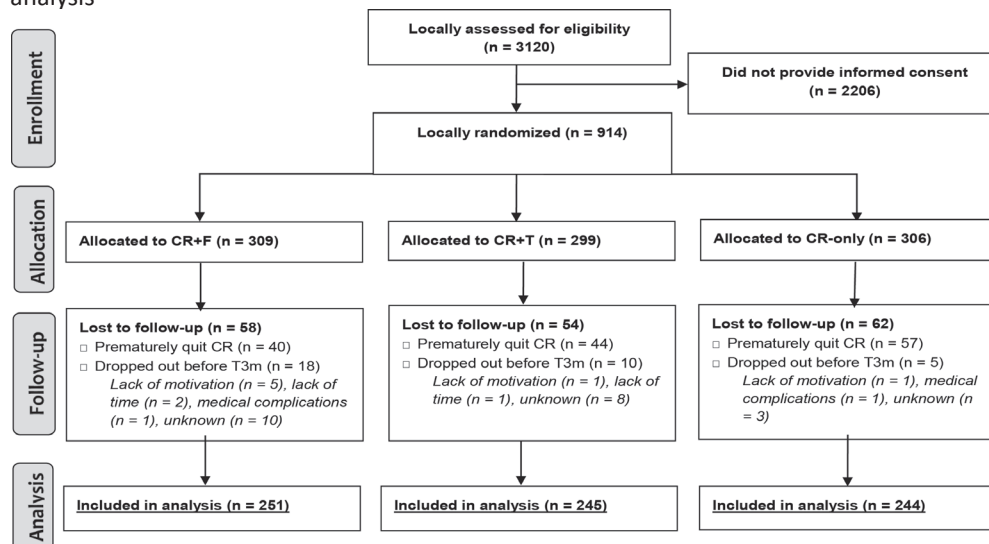 analysis
Enrollment
Locally assessed for eligibility
(n = 3120)
Did not provide informed consent
(n = 2206)
Locally randomized (n = 914)
Allocation
Allocated to CR+F (n = 309)
Allocated to CR+T (n = 299)
Allocated to CR-only (n = 306)
Follow-up
Lost to follow-up (n = 58)
□ Prematurely quit CR (n = 40)
□ Dropped out before T3m (n = 18)
Lack of motivation (n = 5), lack of
time (n = 2), medical complications
(n = 1), unknown (n = 10)
Lost to follow-up (n = 54)
□ Prematurely quit CR (n = 44)
□ Dropped out before T3m (n = 10)
Lack of motivation (n = 1), lack of
time (n = 1), unknown (n = 8)
Lost to follow-up (n = 62)
□ Prematurely quit CR (n = 57)
□ Dropped out before T3m (n = 5)
Lack of motivation (n = 1), medical
complications (n = 1), unknown (n
= 3)
Analysis
Included in analysis (n = 251)
Included in analysis (n = 245)
Included in analysis (n = 244)